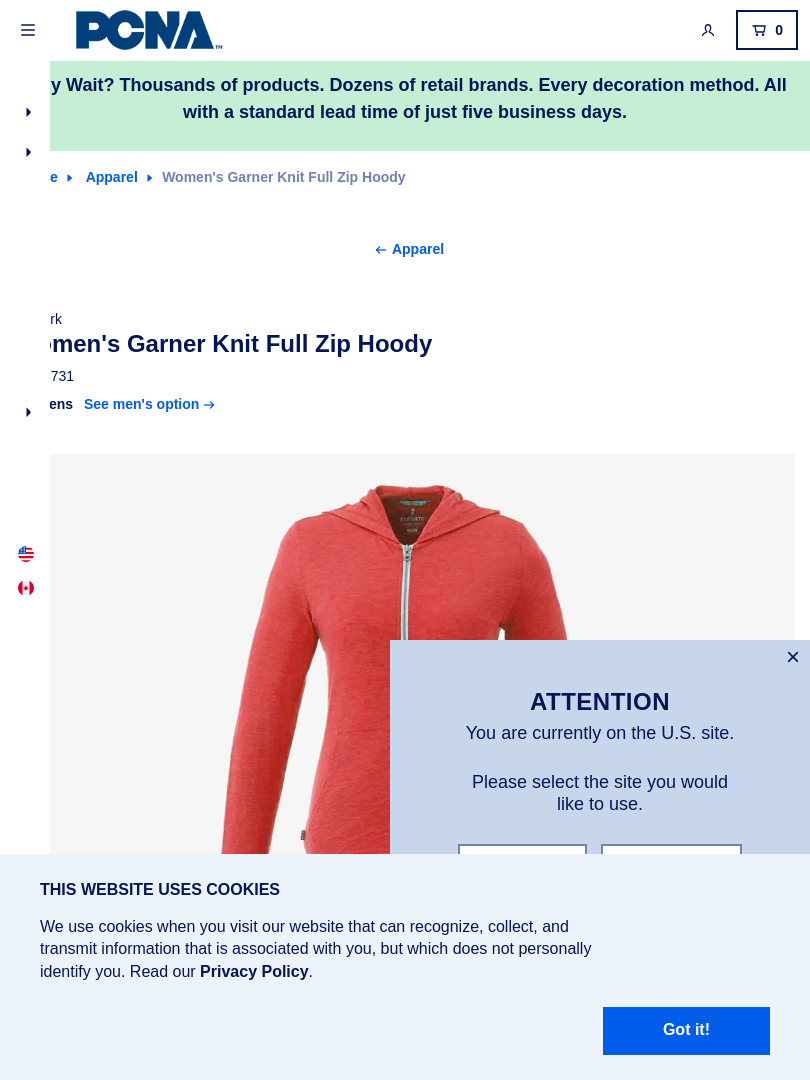 PCNA™
0
y Wait? Thousands of products. Dozens of retail brands. Every decoration method. All
with a standard lead time of just five business days.
e Apparel Women's Garner Knit Full Zip Hoody
Apparel
rk
omen's Garner Knit Full Zip Hoody
731
ens See men's option
ELEVATE
ATTENTION
You are currently on the U.S. site.
Please select the site you would
like to use.
THIS WEBSITE USES COOKIES
We use cookies when you visit our website that can recognize, collect, and
transmit information that is associated with you, but which does not personally
identify you. Read our Privacy Policy.
Got it!